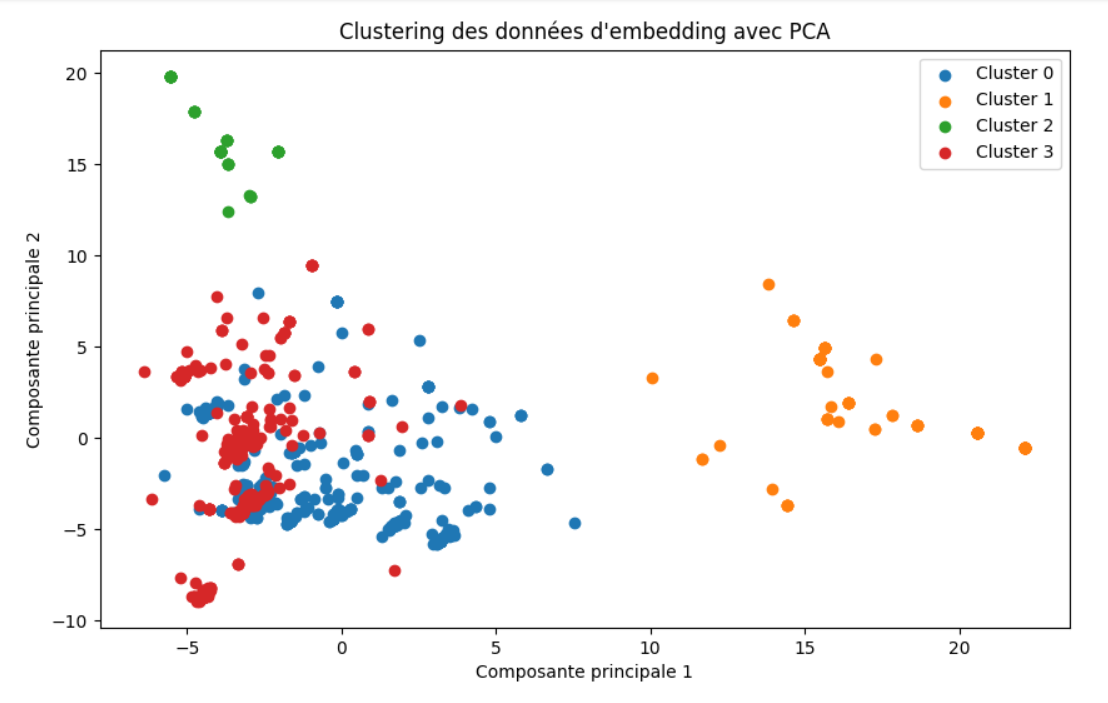 Clustering des données d'embedding avec PCA
Cluster 0
Cluster 1
Cluster 2
Cluster 3
Composante principale 2
20
15
10
5
0
−5
−10
−5
0
5
10
15
20
Composante principale 1